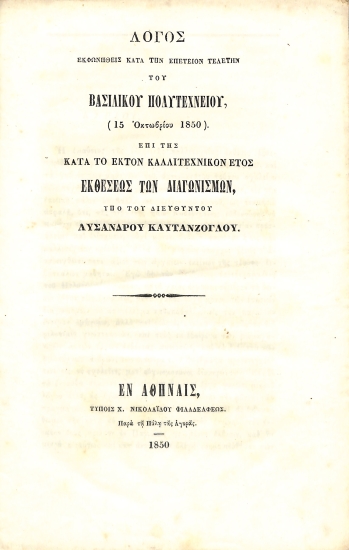 ΛΟΓΟΣ
ΕΚΦΩΝΗΘΕΙΣ ΚΑΤΑ ΤΗΝ ΕΠΕΤΕΙΟΝ ΤΕΛΕΤΗΝ
ΤΟΥ
ΒΑΣΙΛΙΚΟΥ ΠΟΛΥΤΕΧΝΕΙΟΥ,
(15 Ὀκτωβρίου 1850).
ΕΠΙ ΤΗΣ
ΚΑΤΑ ΤΟ ΕΚΤΟΝ ΚΑΛΛΙΤΕΧΝΙΚΟΝ ΕΤΟΣ
ΕΚΘΕΣΕΩΣ ΤΩΝ ΔΙΑΓΩΝΙΣΜΩΝ,
ΥΠΟ ΤΟΥ ΔΙΕΥΘΥΝΤΟΥ
ΛΥΣΑΝΔΡΟΥ ΚΑΥΤΑΝΖΟΓΛΟΥ.
ΕΝ ΑΘΗΝΑΙΣ,
ΤΥΠΟΙΣ Χ. ΝΙΚΟΛΑΪΔΟΥ ΦΙΛΑΔΕΛΦΕΩΣ.
Παρὰ τῇ Πύλῃ τῆς Ἀγορᾶς.
1850